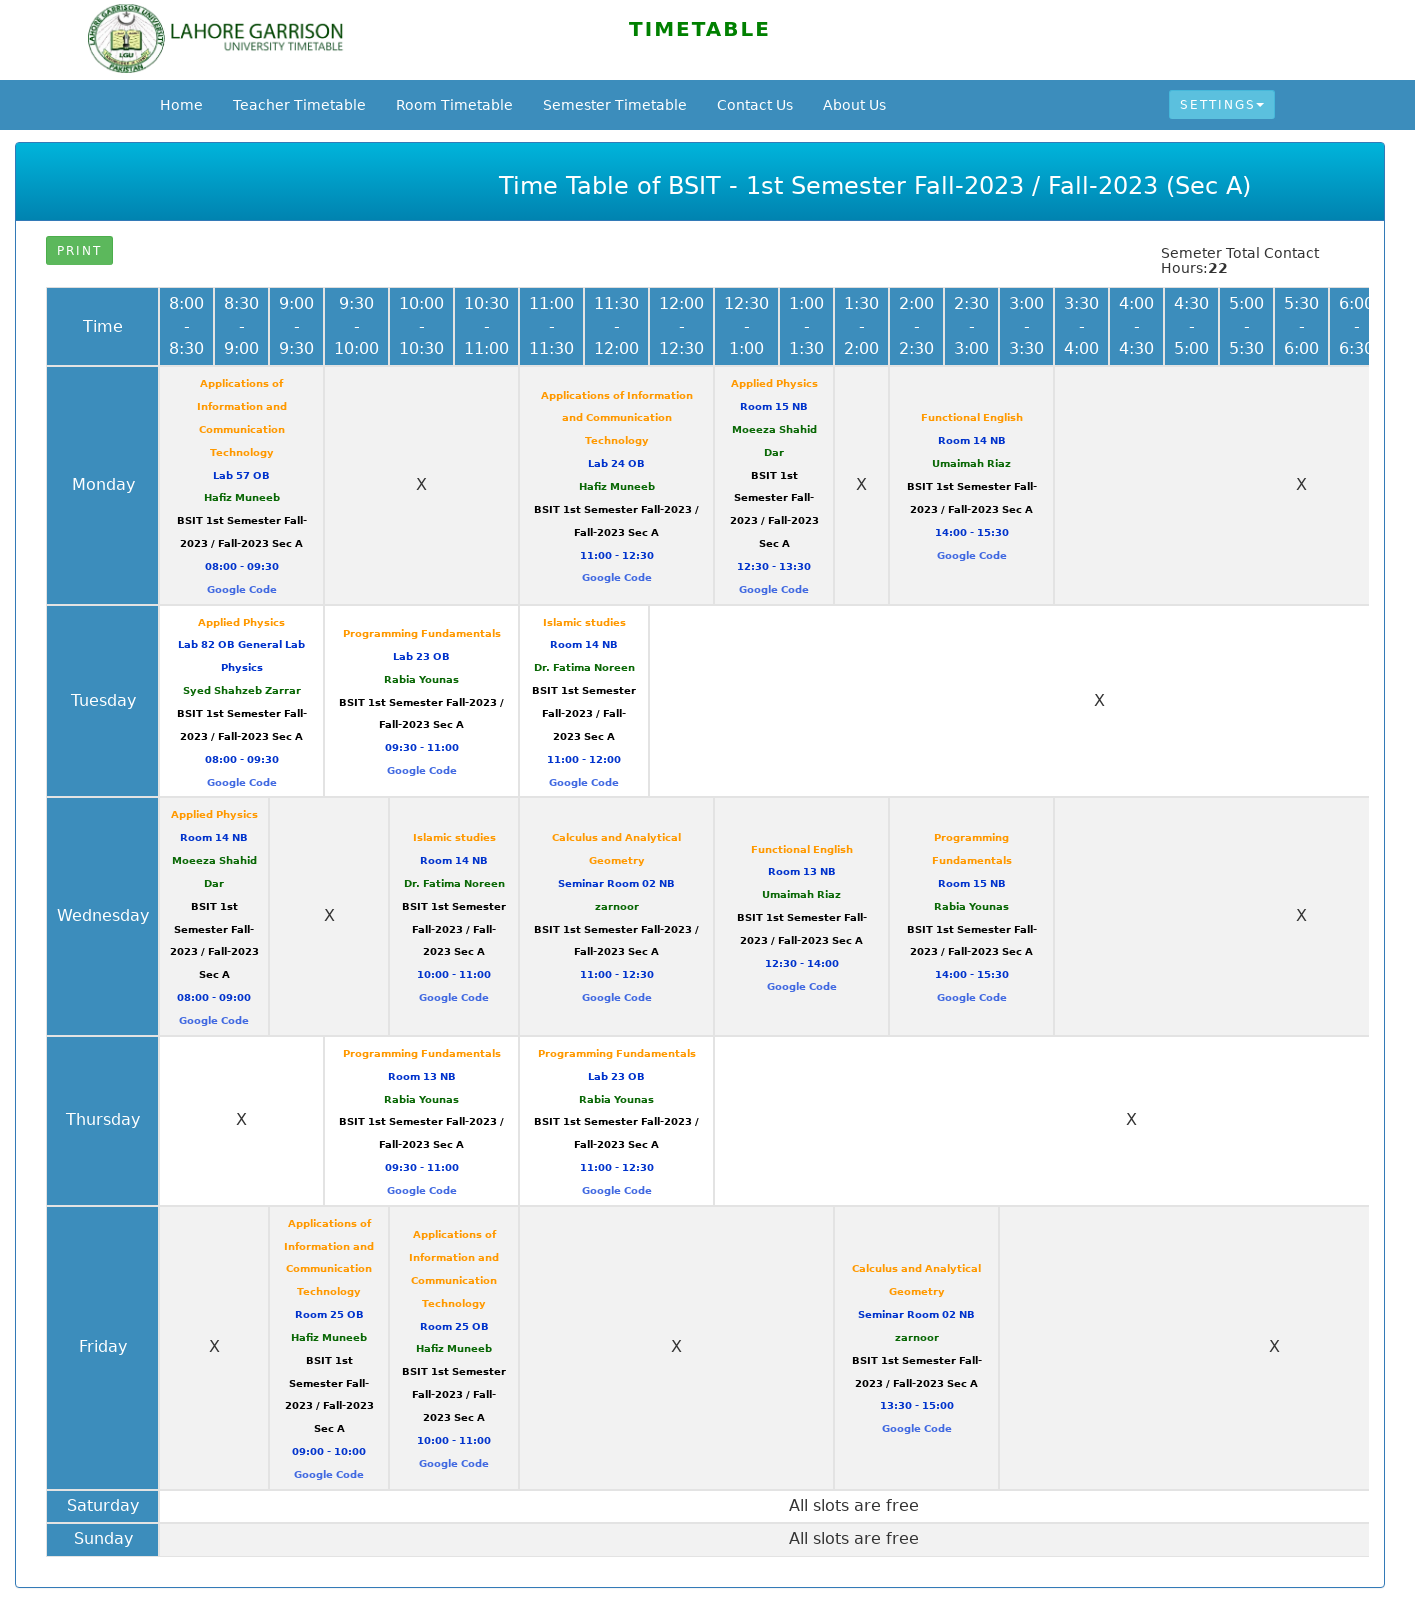 LAHORE GARRISON
UNIVERSITY TIMETABLE
TIMETABLE
LAHORE GARRISON UNIVERSITY
LGU
PAKISTAN
Home Teacher Timetable Room Timetable Semester Timetable Contact Us About Us SETTINGS
Time Table of BSIT - 1st Semester Fall-2023 / Fall-2023 (Sec A)
PRINT
Semeter Total Contact
Hours:22
Time
8:00
-
8:30
8:30
-
9:00
9:00
-
9:30
9:30
-
10:00
10:00
-
10:30
10:30
-
11:00
11:00
-
11:30
11:30
-
12:00
12:00
-
12:30
12:30
-
1:00
1:00
-
1:30
1:30
-
2:00
2:00
-
2:30
2:30
-
3:00
3:00
-
3:30
3:30
-
4:00
4:00
-
4:30
4:30
-
5:00
5:00
-
5:30
5:30
-
6:00
6:00
-
6:30
Monday
Applications of
Information and
Communication
Technology
Lab 57 OB
Hafiz Muneeb
BSIT 1st Semester Fall-
2023 / Fall-2023 Sec A
08:00 - 09:30
Google Code
X
Applications of Information
and Communication
Technology
Lab 24 OB
Hafiz Muneeb
BSIT 1st Semester Fall-2023 /
Fall-2023 Sec A
11:00 - 12:30
Google Code
Applied Physics
Room 15 NB
Moeeza Shahid
Dar
BSIT 1st
Semester Fall-
2023 / Fall-2023
Sec A
12:30 - 13:30
Google Code
X
Functional English
Room 14 NB
Umaimah Riaz
BSIT 1st Semester Fall-
2023 / Fall-2023 Sec A
14:00 - 15:30
Google Code
X
Tuesday
Applied Physics
Lab 82 OB General Lab
Physics
Syed Shahzeb Zarrar
BSIT 1st Semester Fall-
2023 / Fall-2023 Sec A
08:00 - 09:30
Google Code
Programming Fundamentals
Lab 23 OB
Rabia Younas
BSIT 1st Semester Fall-2023 /
Fall-2023 Sec A
09:30 - 11:00
Google Code
Islamic studies
Room 14 NB
Dr. Fatima Noreen
BSIT 1st Semester
Fall-2023 / Fall-
2023 Sec A
11:00 - 12:00
Google Code
X
Wednesday
Applied Physics
Room 14 NB
Moeeza Shahid
Dar
BSIT 1st
Semester Fall-
2023 / Fall-2023
Sec A
08:00 - 09:00
Google Code
X
Islamic studies
Room 14 NB
Dr. Fatima Noreen
BSIT 1st Semester
Fall-2023 / Fall-
2023 Sec A
10:00 - 11:00
Google Code
Calculus and Analytical
Geometry
Seminar Room 02 NB
zarnoor
BSIT 1st Semester Fall-2023 /
Fall-2023 Sec A
11:00 - 12:30
Google Code
Functional English
Room 13 NB
Umaimah Riaz
BSIT 1st Semester Fall-
2023 / Fall-2023 Sec A
12:30 - 14:00
Google Code
Programming
Fundamentals
Room 15 NB
Rabia Younas
BSIT 1st Semester Fall-
2023 / Fall-2023 Sec A
14:00 - 15:30
Google Code
X
Thursday
X
Programming Fundamentals
Room 13 NB
Rabia Younas
BSIT 1st Semester Fall-2023 /
Fall-2023 Sec A
09:30 - 11:00
Google Code
Programming Fundamentals
Lab 23 OB
Rabia Younas
BSIT 1st Semester Fall-2023 /
Fall-2023 Sec A
11:00 - 12:30
Google Code
X
Friday
X
Applications of
Information and
Communication
Technology
Room 25 OB
Hafiz Muneeb
BSIT 1st
Semester Fall-
2023 / Fall-2023
Sec A
09:00 - 10:00
Google Code
Applications of
Information and
Communication
Technology
Room 25 OB
Hafiz Muneeb
BSIT 1st Semester
Fall-2023 / Fall-
2023 Sec A
10:00 - 11:00
Google Code
X
Calculus and Analytical
Geometry
Seminar Room 02 NB
zarnoor
BSIT 1st Semester Fall-
2023 / Fall-2023 Sec A
13:30 - 15:00
Google Code
X
Saturday
All slots are free
Sunday
All slots are free